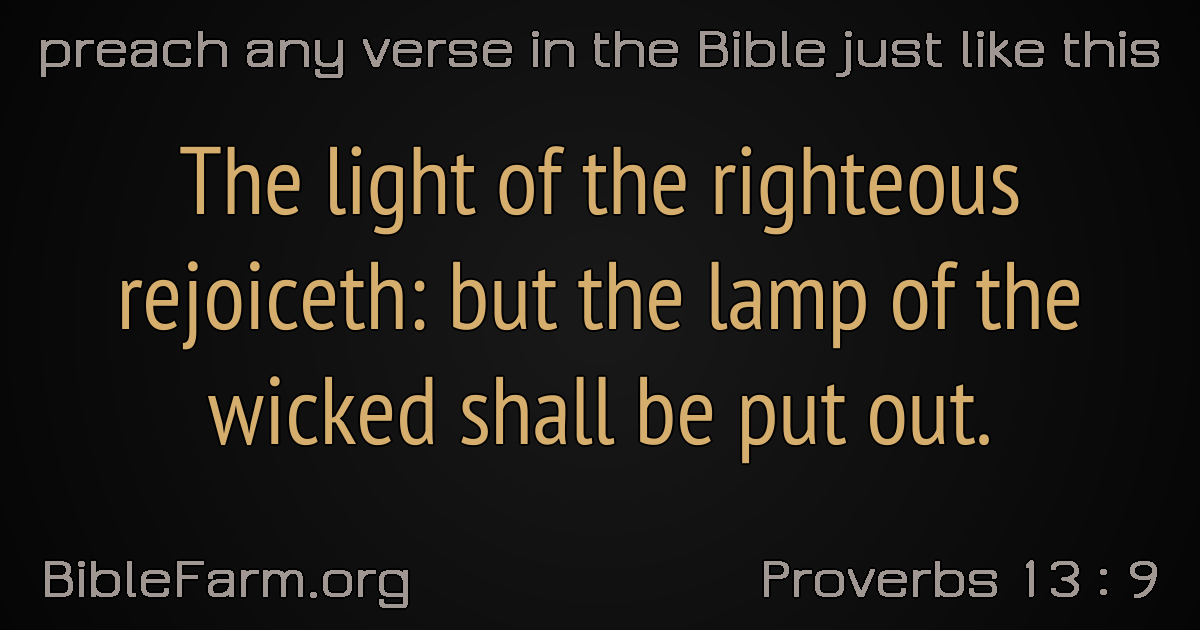 preach any verse in the Bible just like this
The light of the righteous
rejoiceth: but the lamp of the
wicked shall be put out.
BibleFarm.org
Proverbs 13 : 9